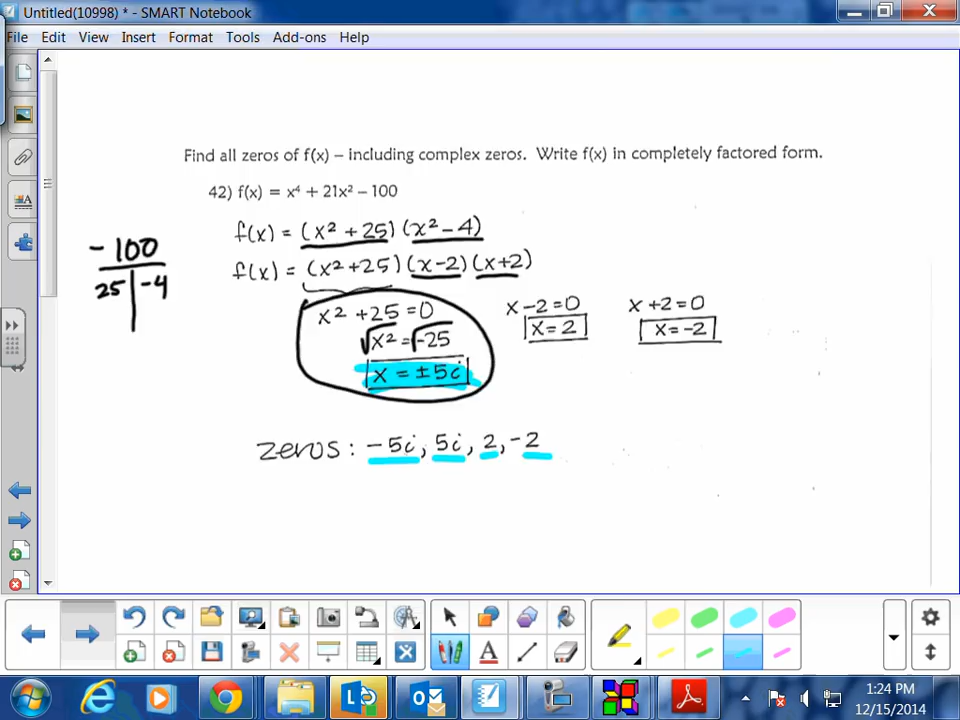 Untitled(10998) * - SMART Notebook
File Edit View Insert Format Tools Add-ons Help
Find all zeros of f(x) – including complex zeros. Write f(x) in completely factored form.
42) f(x) = x⁴ + 21x² – 100
f(x) = (x² + 25) (x² - 4)
-100
25 -4
f(x) = (x² + 25) (x - 2) (x + 2)
x² + 25 = 0 x - 2 = 0 x + 2 = 0
√x² = √-25 x = 2 x = -2
x = ± 5i
zeros: -5i, 5i, 2, -2
A
1:24 PM
12/15/2014